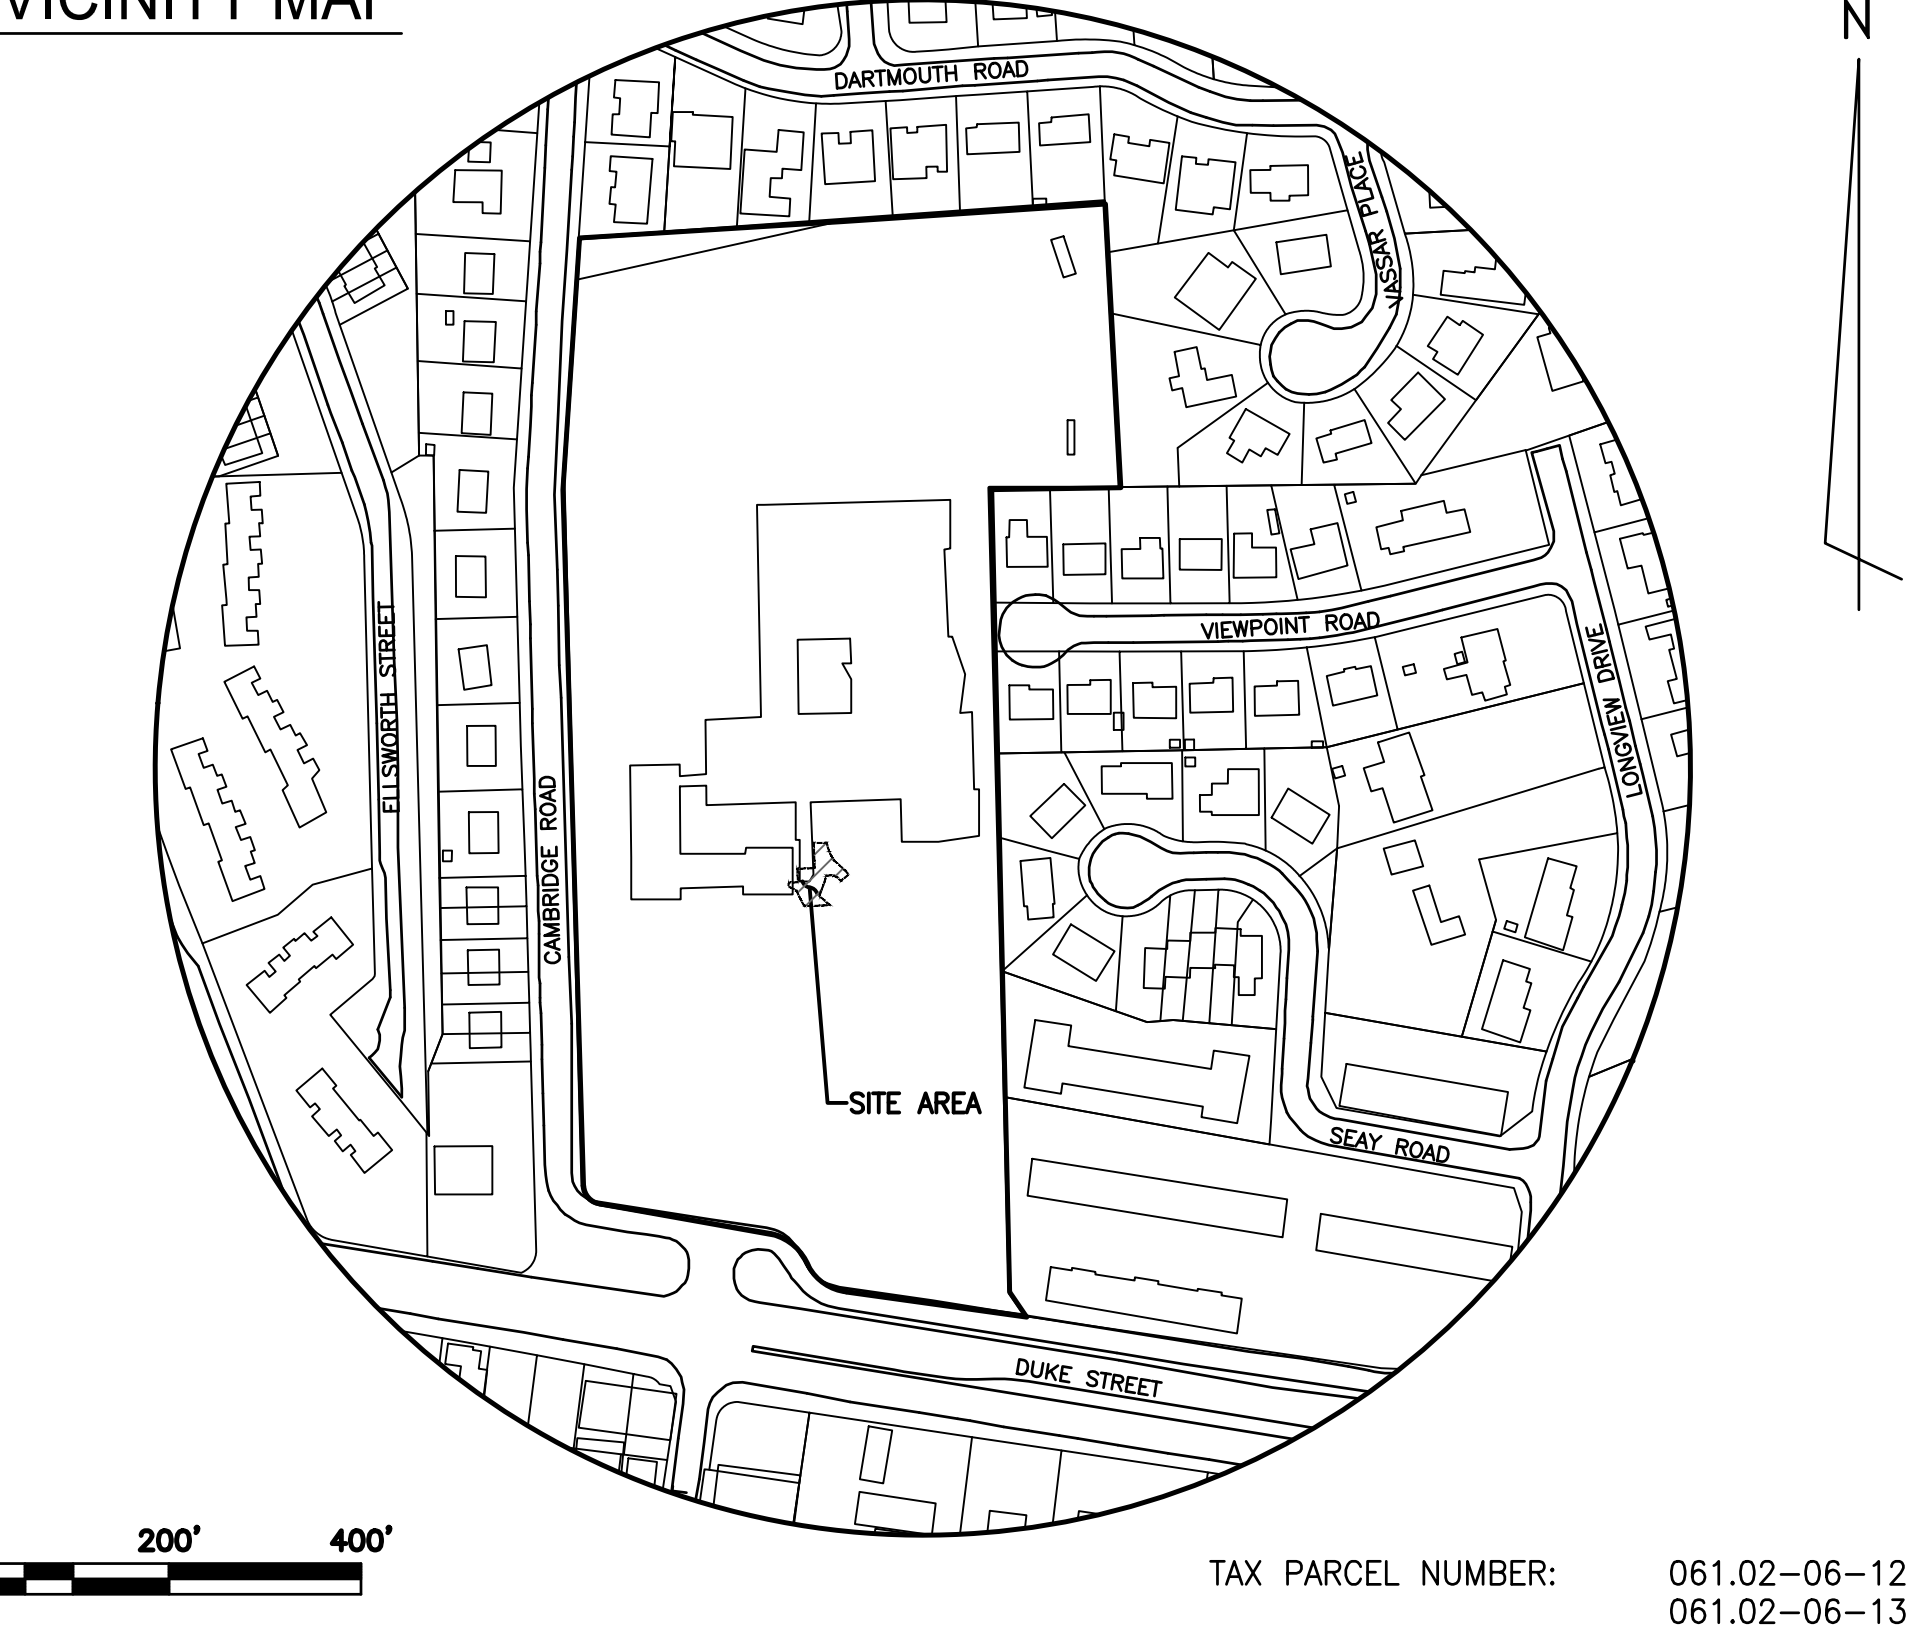 VICINITY MAP
N
DARTMOUTH ROAD
VASSAR PLACE
VIEWPOINT ROAD
LONGVIEW DRIVE
ELLSWORTH STREET
CAMBRIDGE ROAD
SITE AREA
SEAY ROAD
DUKE STREET
200'
400'
TAX PARCEL NUMBER: 061.02-06-12
061.02-06-13